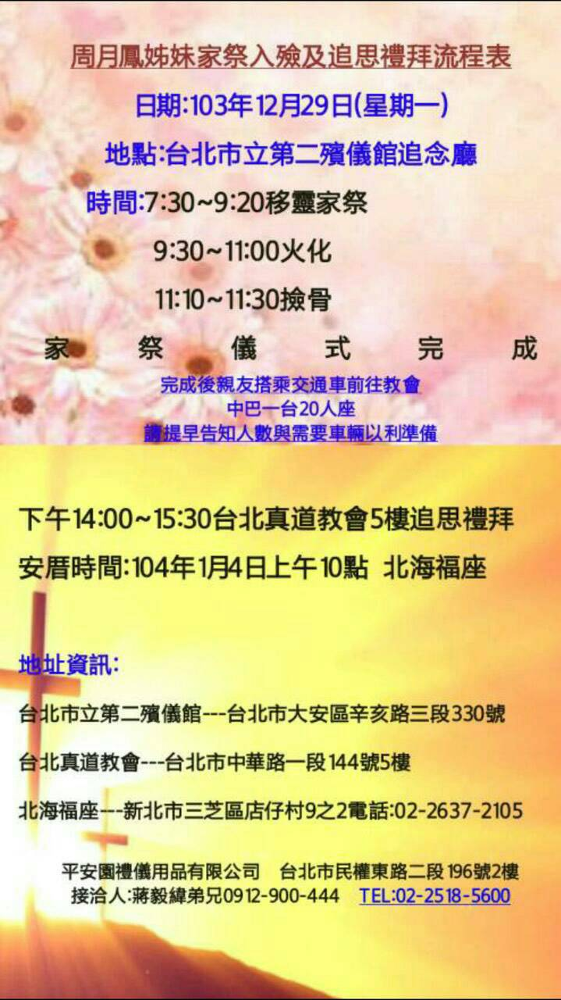 周月鳳姊妹家祭入殮及追思禮拜流程表
日期:103年12月29日(星期一)
地點:台北市立第二殯儀館追念廳
時間:7:30~9:20移靈家祭
9:30~11:00火化
11:10~11:30撿骨
家 祭 儀 式 完 成
完成後親友搭乘交通車前往教會
中巴一台20人座
請提早告知人數與需要車輛以利準備
下午14:00~15:30台北真道教會5樓追思禮拜
安厝時間:104年1月4日上午10點 北海福座
地址資訊:
台北市立第二殯儀館---台北市大安區辛亥路三段330號
台北真道教會---台北市中華路一段144號5樓
北海福座---新北市三芝區店仔村9之2電話:02-2637-2105
平安園禮儀用品有限公司 台北市民權東路二段196號2樓
接洽人:蔣毅緯弟兄0912-900-444 TEL:02-2518-5600